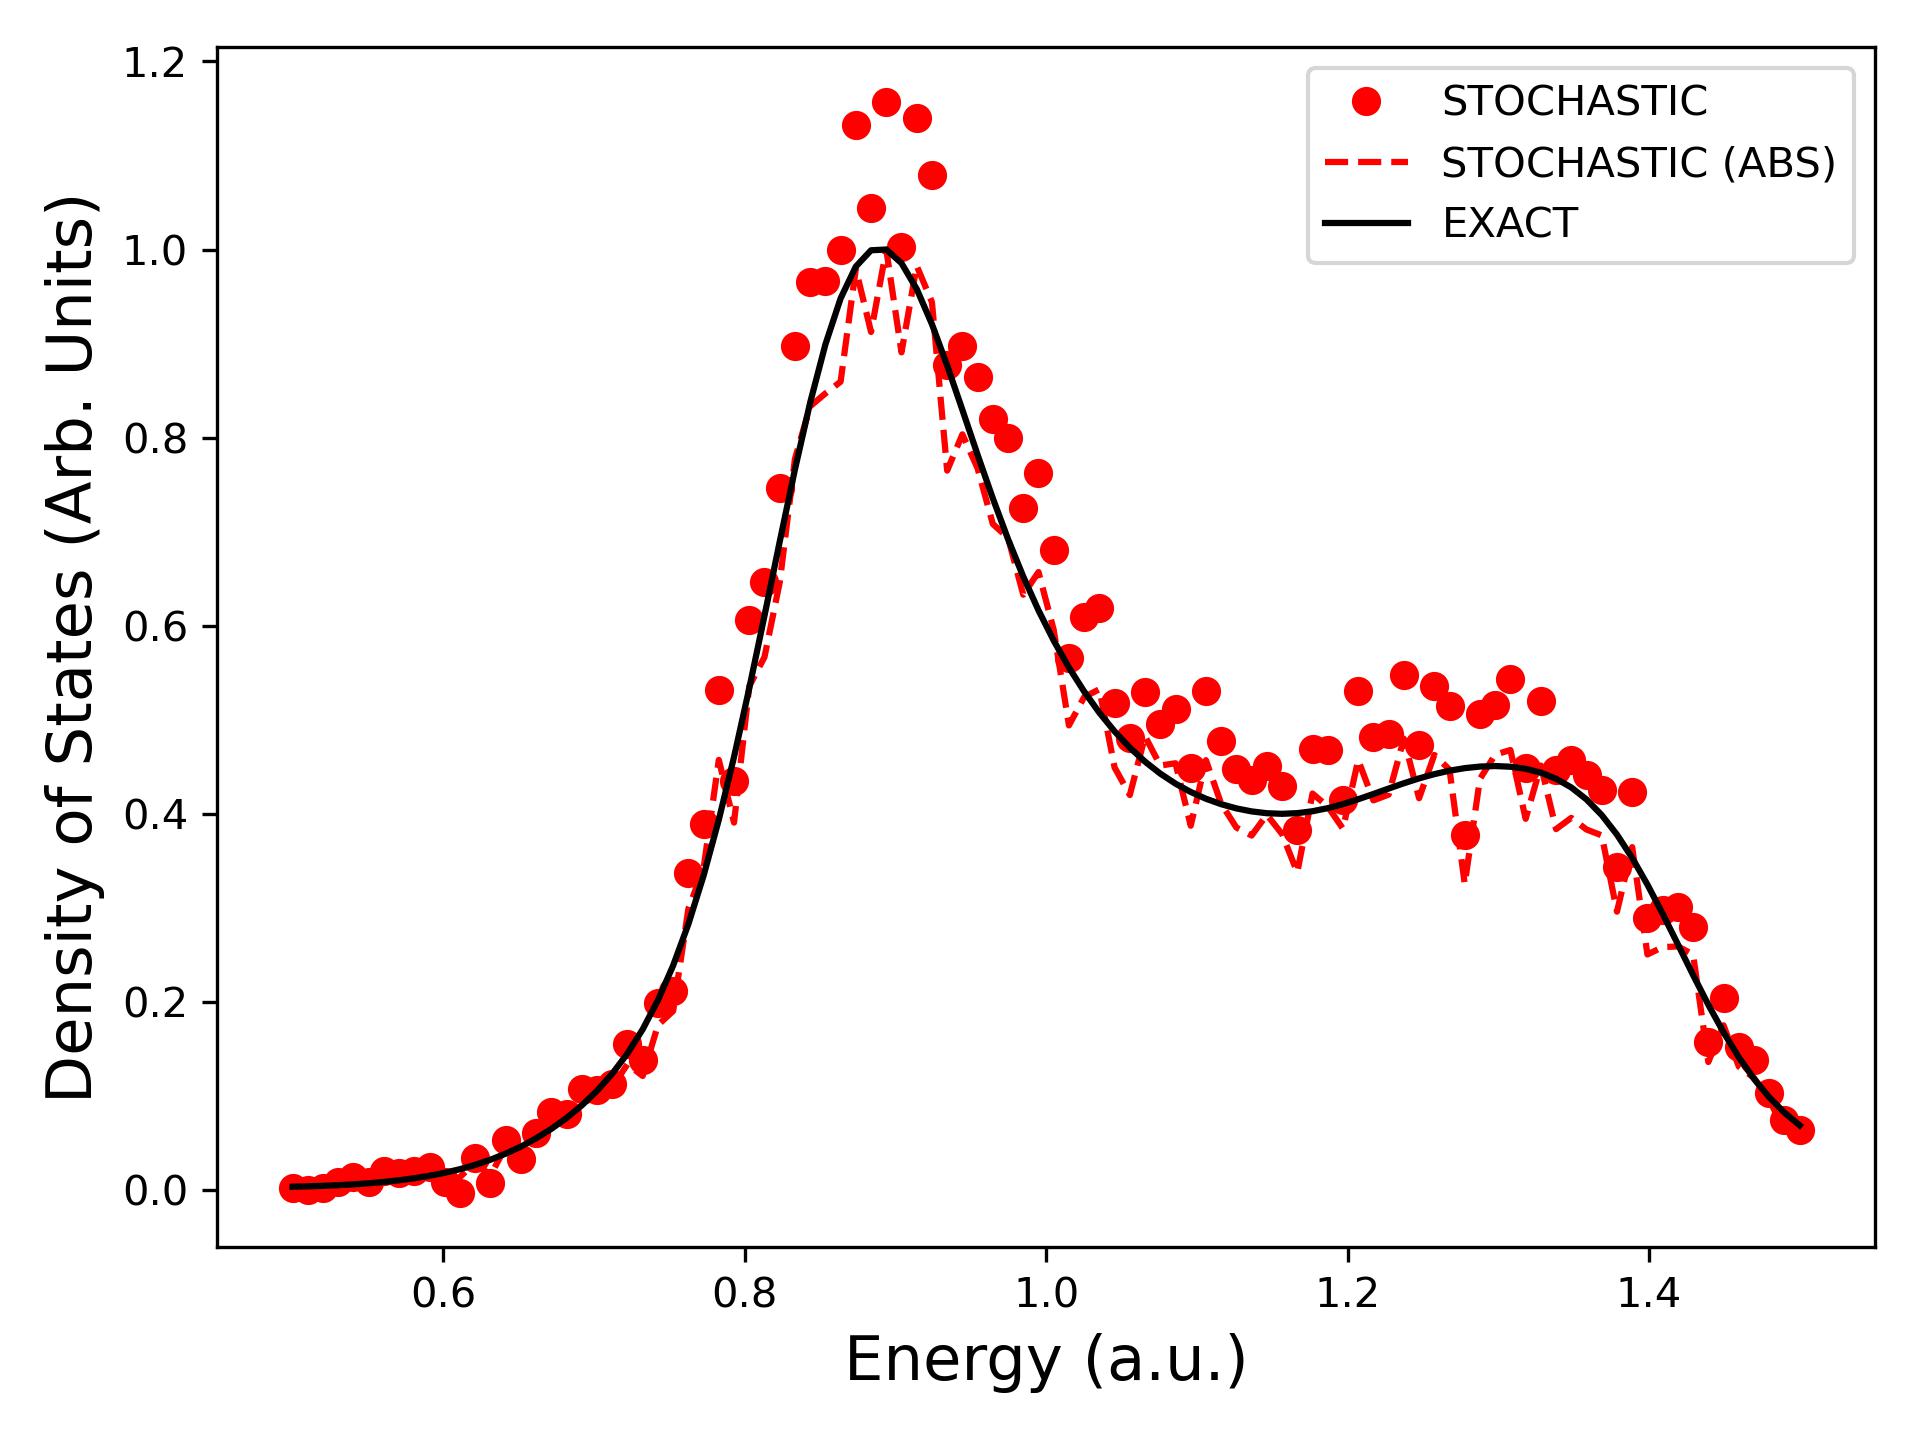 STOCHASTIC
STOCHASTIC (ABS)
EXACT
Density of States (Arb. Units)
1.2
1.0
0.8
0.6
0.4
0.2
0.0
0.6 0.8 1.0 1.2 1.4
Energy (a.u.)